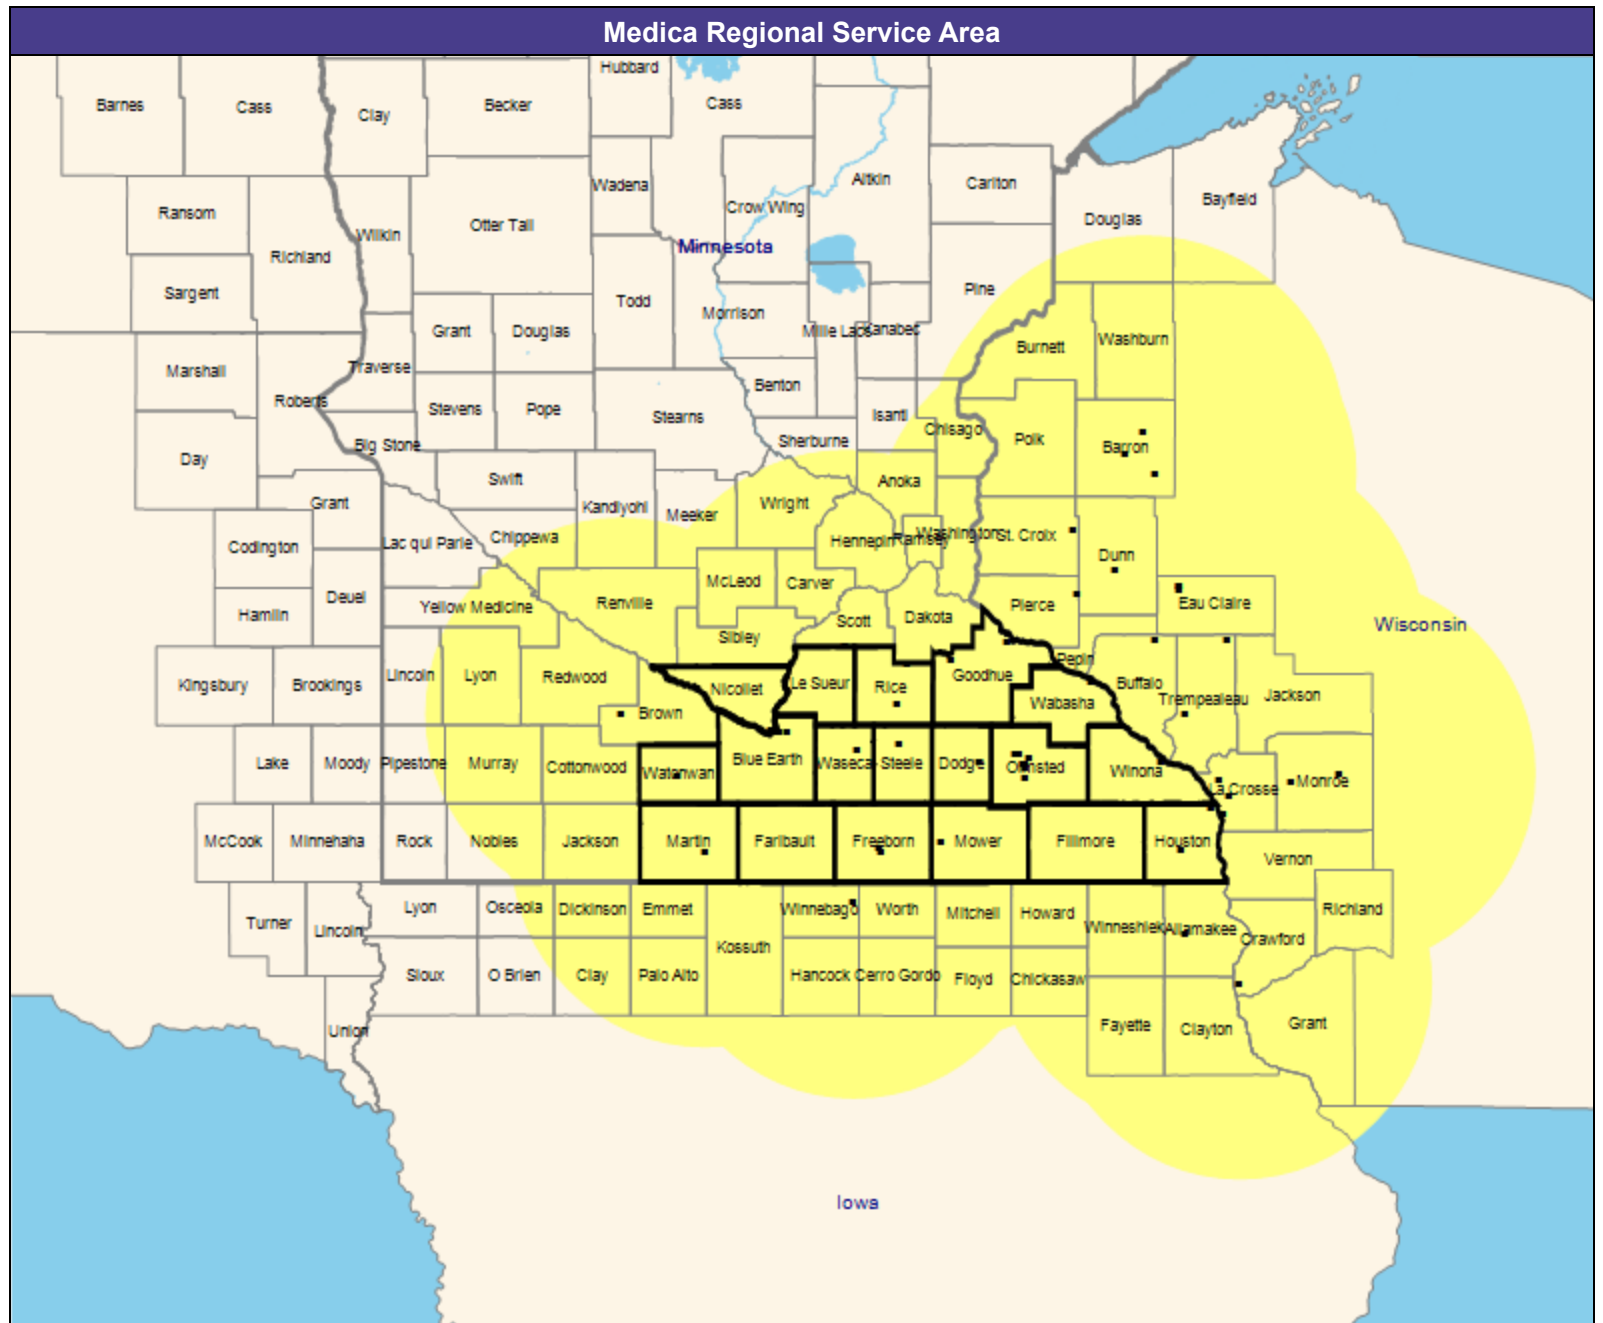 Medica Regional Service Area
Hubbard
Barnes
Cass
Clay
Becker
Cass
Wadena
Aitkin
Carlton
Ransom
Crow Wing
Bayfield
Otter Tail
Douglas
Wilkin
Minnesota
Richland
Sargent
Pine
Todd
Morrison
Grant
Douglas
Mille Lacs
Kanabec
Burnett
Washburn
Marshall
Traverse
Benton
Roberts
Stevens
Pope
Stearns
Isanti
Chisago
Polk
Barron
Big Stone
Sherburne
Day
Swift
Anoka
Grant
Kandiyohi
Meeker
Wright
Codington
Lac qui Parle
Chippewa
Hennepin
Ramsey
Washington
St. Croix
Dunn
Deuel
McLeod
Carver
Hamlin
Yellow Medicine
Renville
Scott
Dakota
Pierce
Eau Claire
Wisconsin
Sibley
Pepin
Kingsbury
Brookings
Lincoln
Lyon
Redwood
Nicollet
Le Sueur
Rice
Goodhue
Buffalo
Trempealeau
Jackson
Brown
Wabasha
Lake
Moody
Pipestone
Murray
Cottonwood
Watonwan
Blue Earth
Waseca
Steele
Dodge
Olmsted
Winona
La Crosse
Monroe
McCook
Minnehaha
Rock
Nobles
Jackson
Martin
Faribault
Freeborn
Mower
Fillmore
Houston
Vernon
Turner
Lincoln
Lyon
Osceola
Dickinson
Emmet
Winnebago
Worth
Mitchell
Howard
Winneshiek
Allamakee
Crawford
Richland
Kossuth
Sioux
O Brien
Clay
Palo Alto
Hancock
Cerro Gordo
Floyd
Chickasaw
Union
Fayette
Clayton
Grant
Iowa